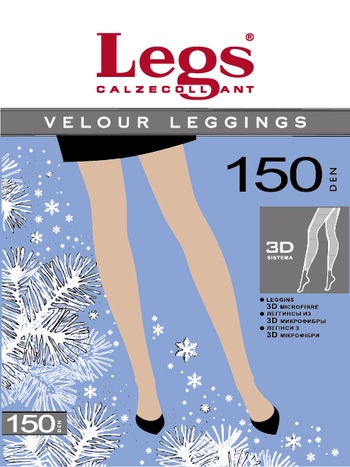 Legs®
CALZECOLLANT
VELOUR LEGGINGS
150 DEN
3D
SISTEMA
● LEGGINS
3D MICROFIBRE
● ЛЕГГИНСЫ ИЗ
3D МИКРОФИБРЫ
● ЛЕГІНСИ З
3D МІКРОФІБРИ
150 DEN